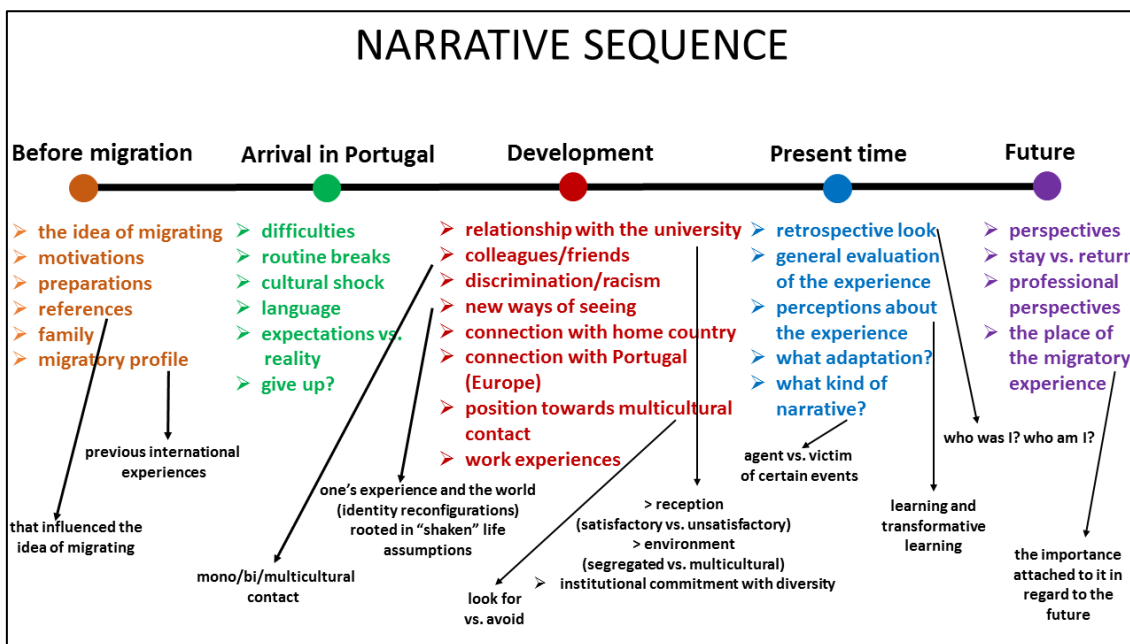 NARRATIVE SEQUENCE
Before migration
Arrival in Portugal
Development
Present time
Future
➢ the idea of migrating
➢ motivations
➢ preparations
➢ references
➢ family
➢ migratory profile
previous international
experiences
that influenced the
idea of migrating
➢ difficulties
➢ routine breaks
➢ cultural shock
➢ language
➢ expectations vs.
reality
➢ give up?
➢ relationship with the university
➢ colleagues/friends
➢ discrimination/racism
➢ new ways of seeing
➢ connection with home country
➢ connection with Portugal
(Europe)
➢ position towards multicultural
contact
➢ work experiences
one's experience and the world
(identity reconfigurations)
rooted in “shaken” life
assumptions
mono/bi/multicultural
contact
look for
vs. avoid
> reception
(satisfactory vs. unsatisfactory)
> environment
(segregated vs. multicultural)
➢ institutional commitment with diversity
➢ retrospective look
➢ general evaluation
of the experience
➢ perceptions about
the experience
➢ what adaptation?
➢ what kind of
narrative?
agent vs. victim
of certain events
who was I? who am I?
learning and
transformative
learning
➢ perspectives
➢ stay vs. return
➢ professional
perspectives
➢ the place of
the migratory
experience
the importance
attached to it in
regard to the
future